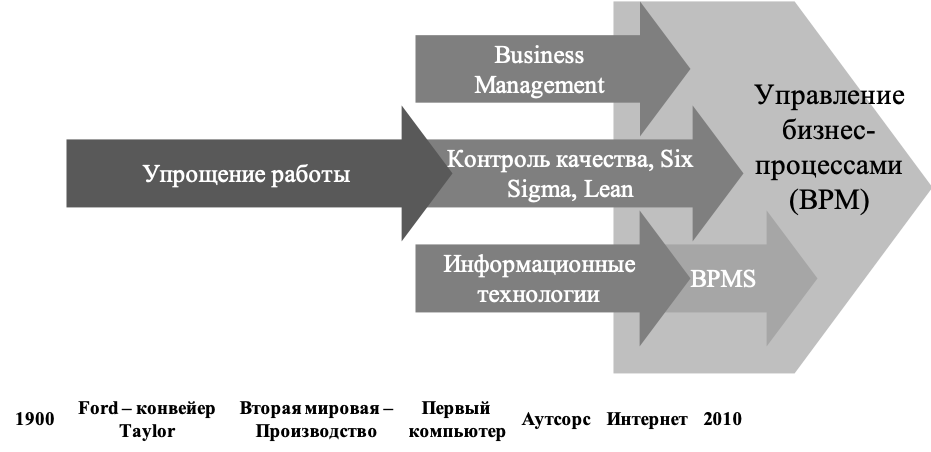 Business
Management
Управление
бизнес-
процессами
(BPM)
Упрощение работы
Контроль качества, Six
Sigma, Lean
Информационные
технологии
BPMS
1900
Ford – конвейер
Taylor
Вторая мировая –
Производство
Первый
компьютер
Аутсорс
Интернет
2010